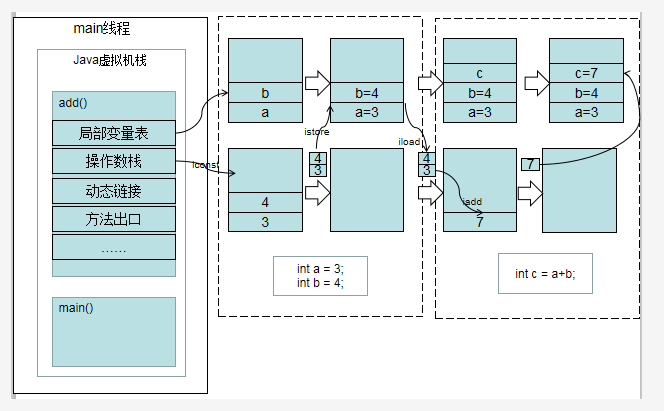 main线程
Java虚拟机栈
add()
局部变量表
操作数栈
动态链接
方法出口
......
main()
b
a
b=4
a=3
c
b=4
a=3
c=7
b=4
a=3
istore
iload
iconst
4
3
4
3
4
3
iadd
7
7
int a = 3;
int b = 4;
int c = a+b;